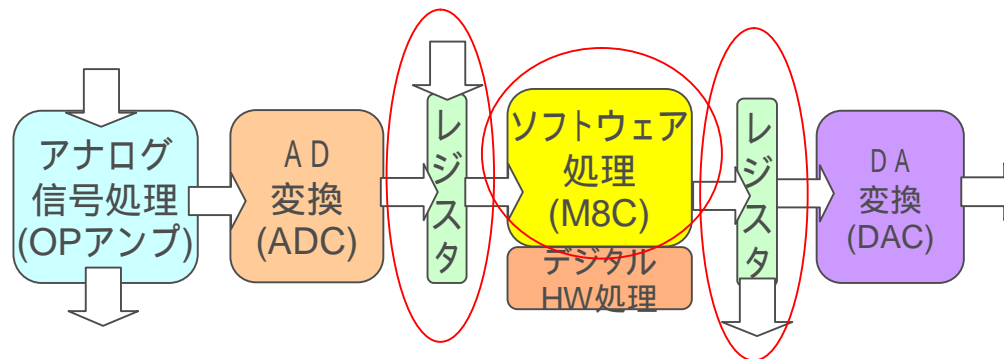 アナログ
信号処理
(OPアンプ)
ＡＤ
変換
(ADC)
レジスタ
ソフトウェア
処理
(M8C)
デジタル
HW処理
レジスタ
ＤＡ
変換
(DAC)